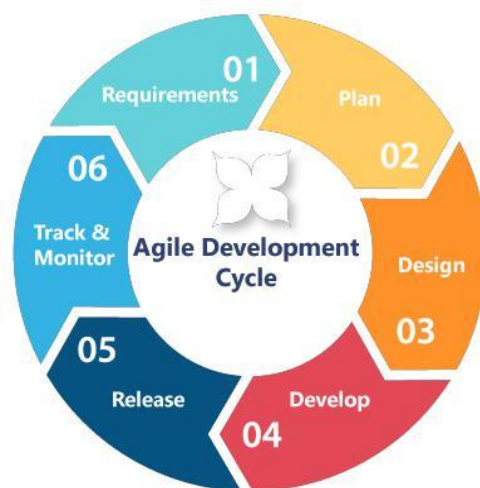 01
Requirements
Plan
02
Design
03
Develop
04
Release
05
Track &
Monitor
06
Agile Development
Cycle